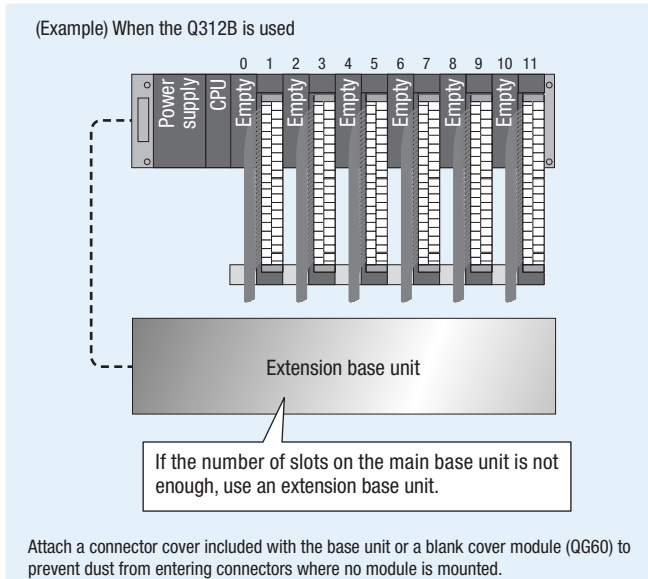 (Example) When the Q312B is used
0 1 2 3 4 5 6 7 8 9 10 11
Power
supply
CPU
Empty
Empty
Empty
Empty
Empty
Empty
Extension base unit
If the number of slots on the main base unit is not
enough, use an extension base unit.
Attach a connector cover included with the base unit or a blank cover module (QG60) to
prevent dust from entering connectors where no module is mounted.